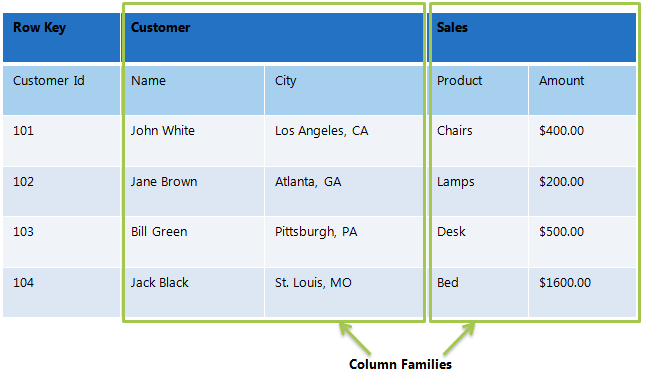 Row Key Customer Sales
Customer Id Name City Product Amount
101 John White Los Angeles, CA Chairs $400.00
102 Jane Brown Atlanta, GA Lamps $200.00
103 Bill Green Pittsburgh, PA Desk $500.00
104 Jack Black St. Louis, MO Bed $1600.00
Column Families